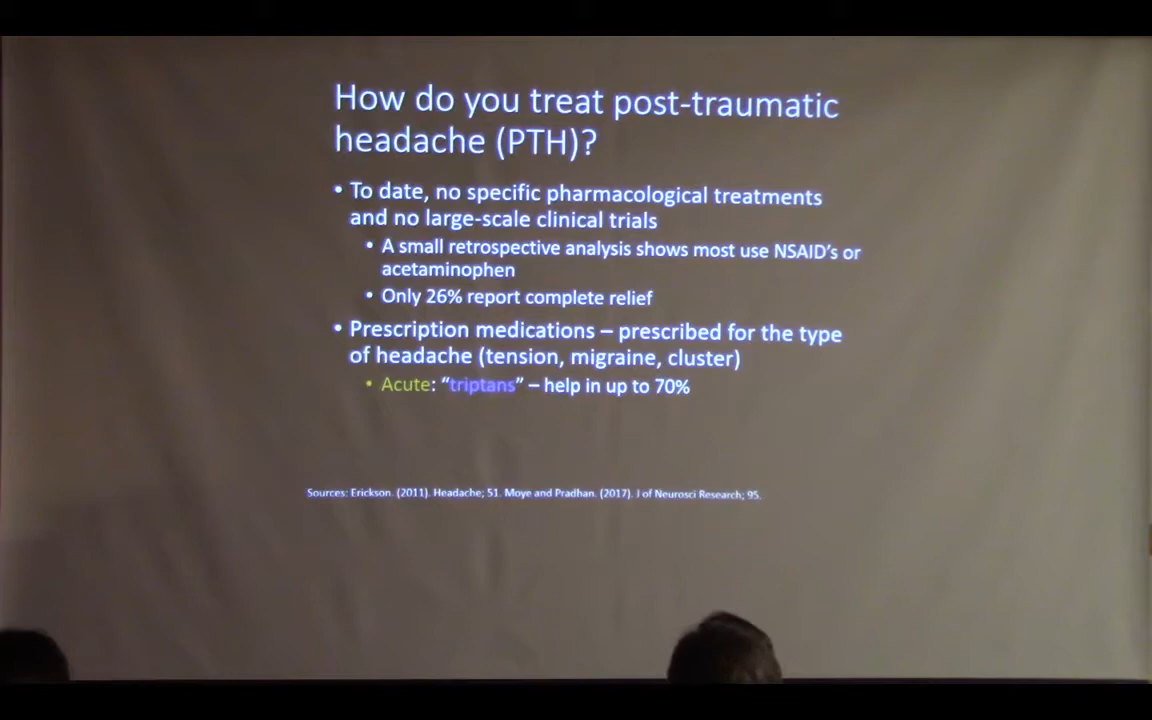 How do you treat post-traumatic
headache (PTH)?
• To date, no specific pharmacological treatments
and no large-scale clinical trials
• A small retrospective analysis shows most use NSAID's or
acetaminophen
• Only 26% report complete relief
• Prescription medications – prescribed for the type
of headache (tension, migraine, cluster)
• Acute: “triptans” – help in up to 70%
Sources: Erickson. (2011). Headache; 51. Moye and Pradhan. (2017). J of Neurosci Research; 95.